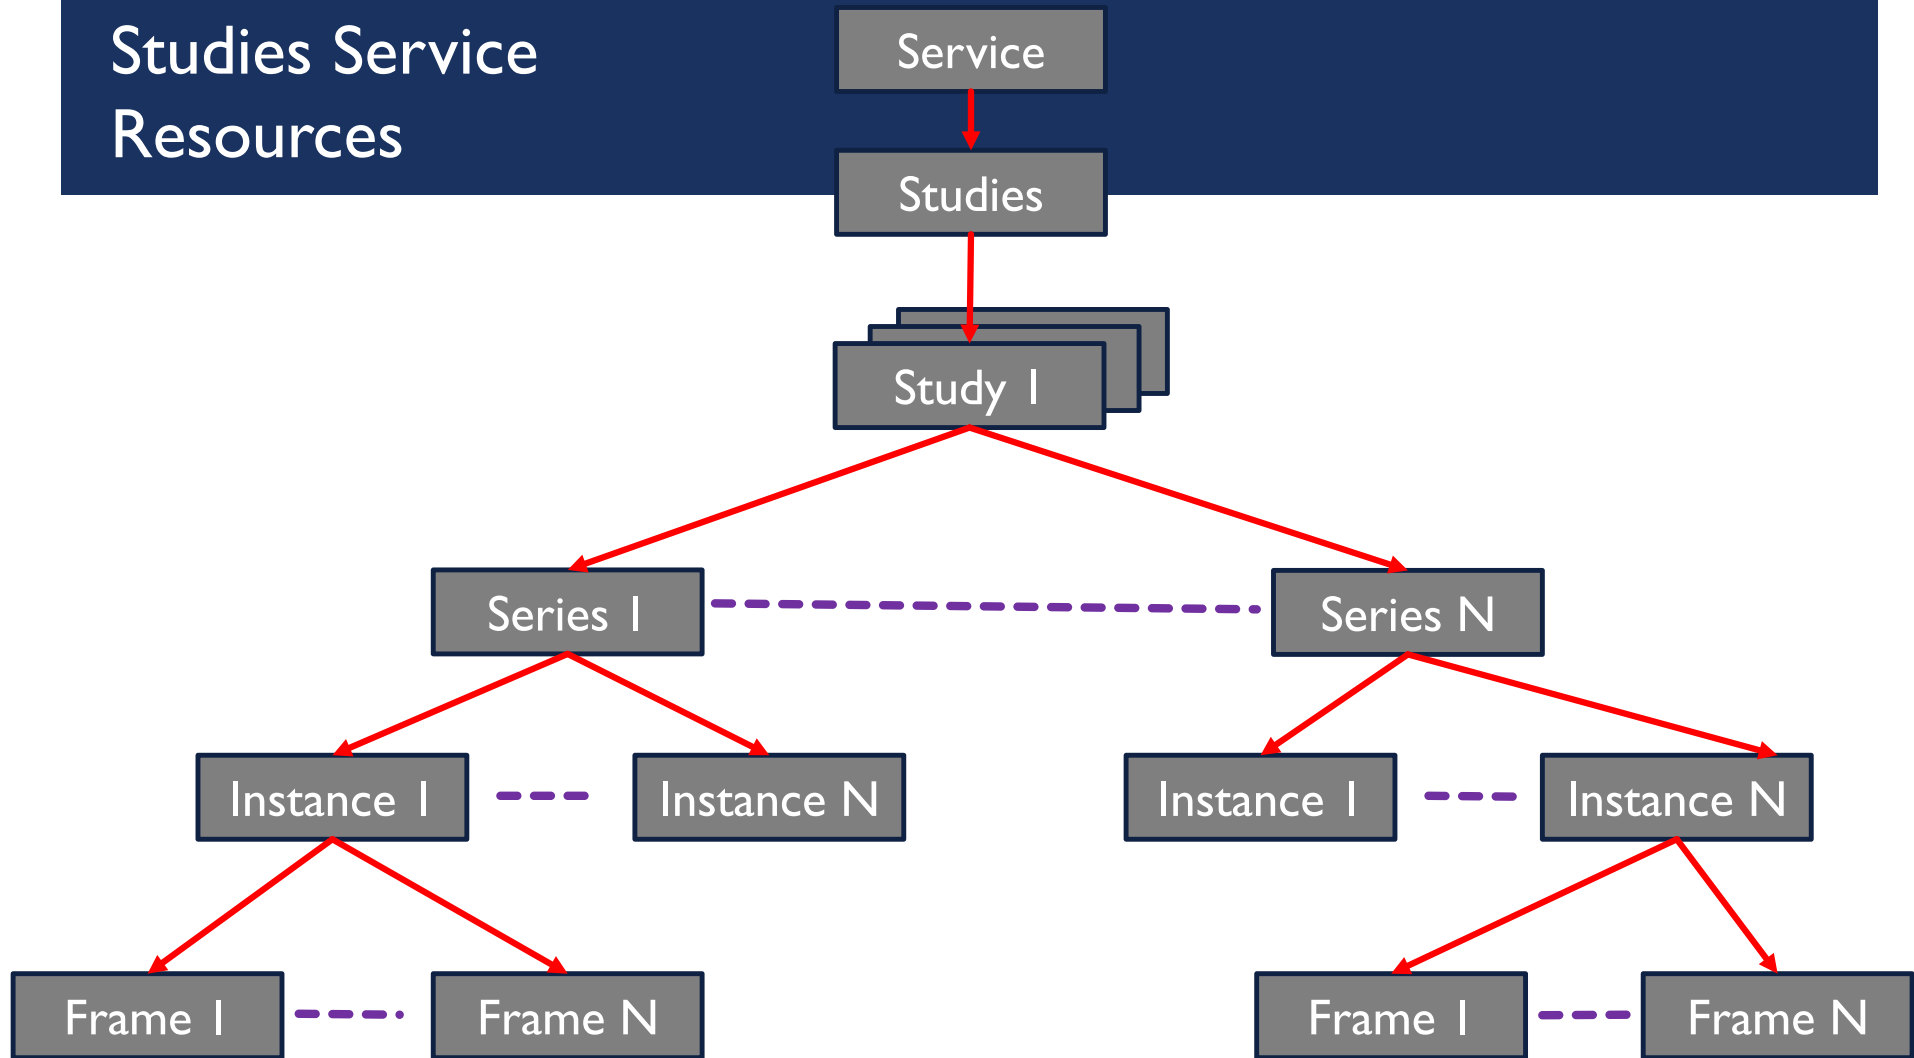 Studies Service
Resources
Service
Studies
Study 1
Series 1
Series N
Instance 1
Instance N
Instance 1
Instance N
Frame 1
Frame N
Frame 1
Frame N